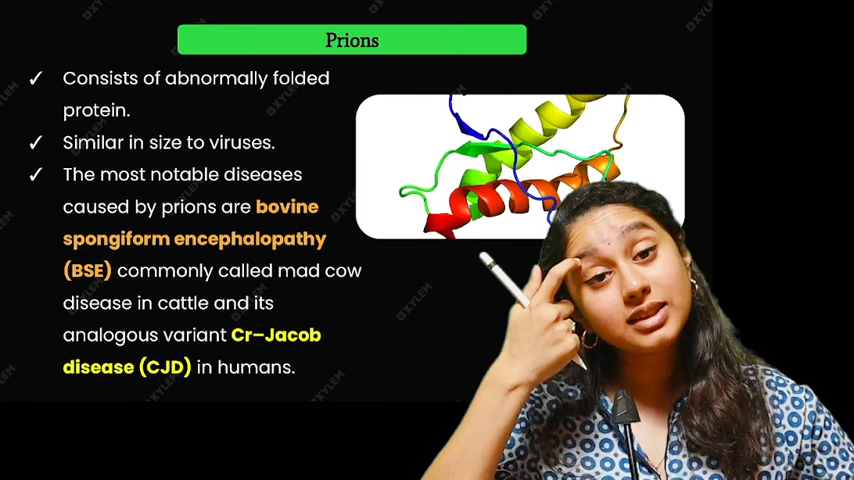 Prions
✓ Consists of abnormally folded
protein.
✓ Similar in size to viruses.
✓ The most notable diseases
caused by prions are bovine
spongiform encephalopathy
(BSE) commonly called mad cow
disease in cattle and its
analogous variant Cr–Jacob
disease (CJD) in humans.
OXYLEM